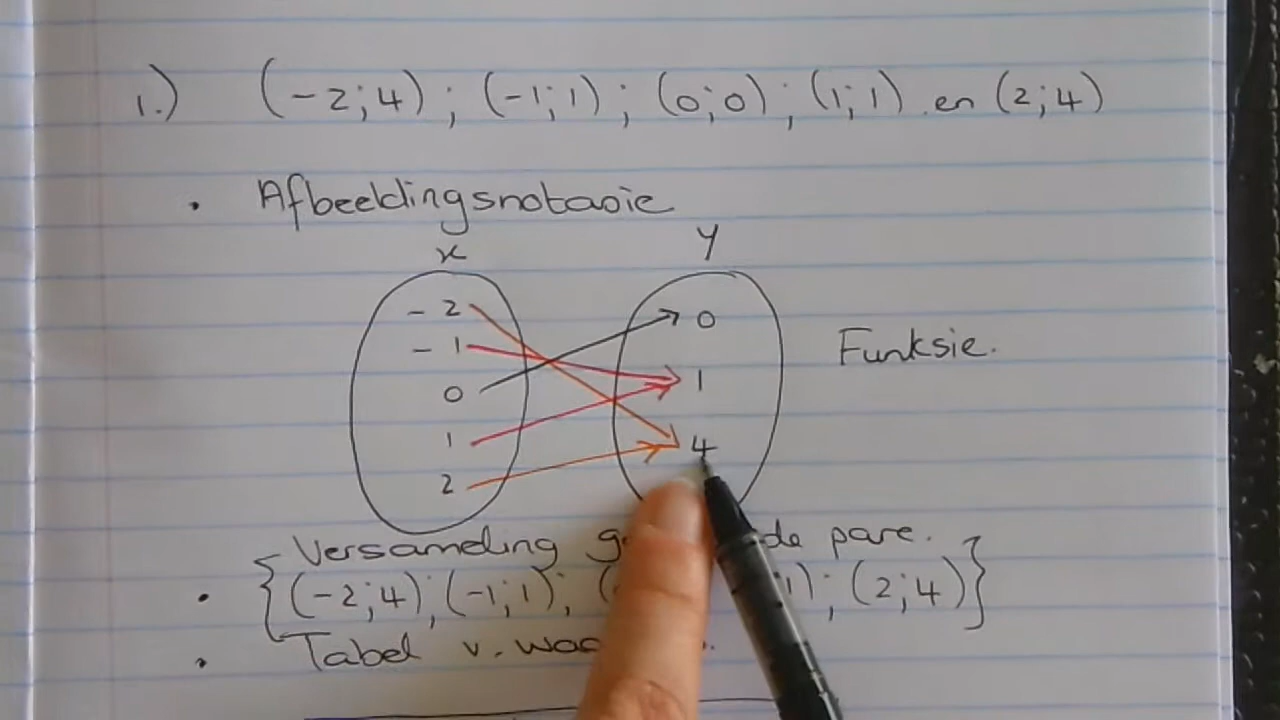 1.) (-2;4) ; (-1;1) ; (0;0) ; (1;1) en (2;4)
• Afbeeldingsnotasie
x y
-2 0
-1 1
0 4
1
2
Funksie.
Versameling pare.
• {(-2;4);(-1;1); 1); (2;4)}
• Tabel v.